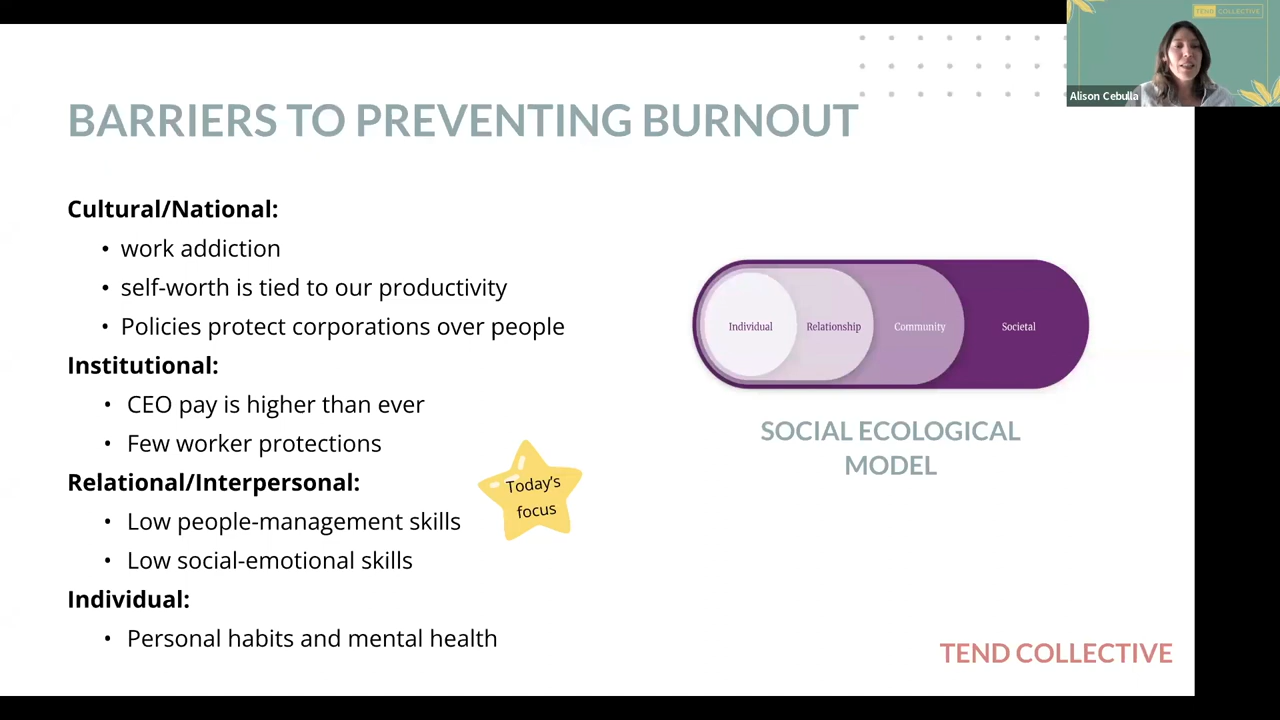 TEND COLLECTIVE
Alison Cebulla
BARRIERS TO PREVENTING BURNOUT
Cultural/National:
• work addiction
• self-worth is tied to our productivity
• Policies protect corporations over people
Institutional:
• CEO pay is higher than ever
• Few worker protections
Relational/Interpersonal:
• Low people-management skills
• Low social-emotional skills
Today's
focus
Individual:
• Personal habits and mental health
Individual
Relationship
Community
Societal
SOCIAL ECOLOGICAL
MODEL
TEND COLLECTIVE